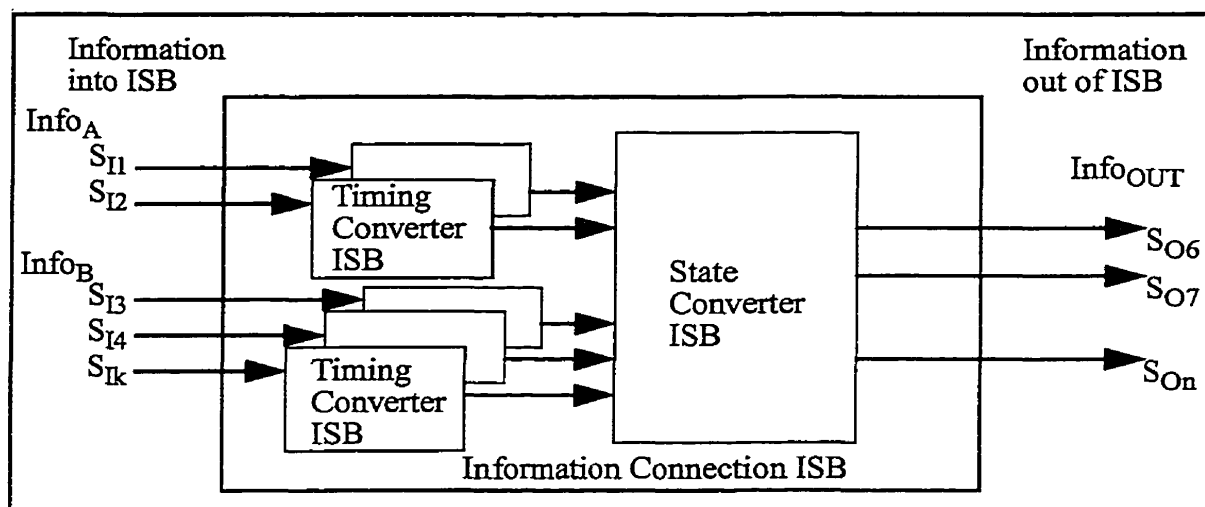 Information
into ISB
Information
out of ISB
Info_A
S_I1
S_I2
Timing
Converter
ISB
Info_B
S_I3
S_I4
S_Ik
Timing
Converter
ISB
State
Converter
ISB
Info_OUT
S_O6
S_O7
S_On
Information Connection ISB